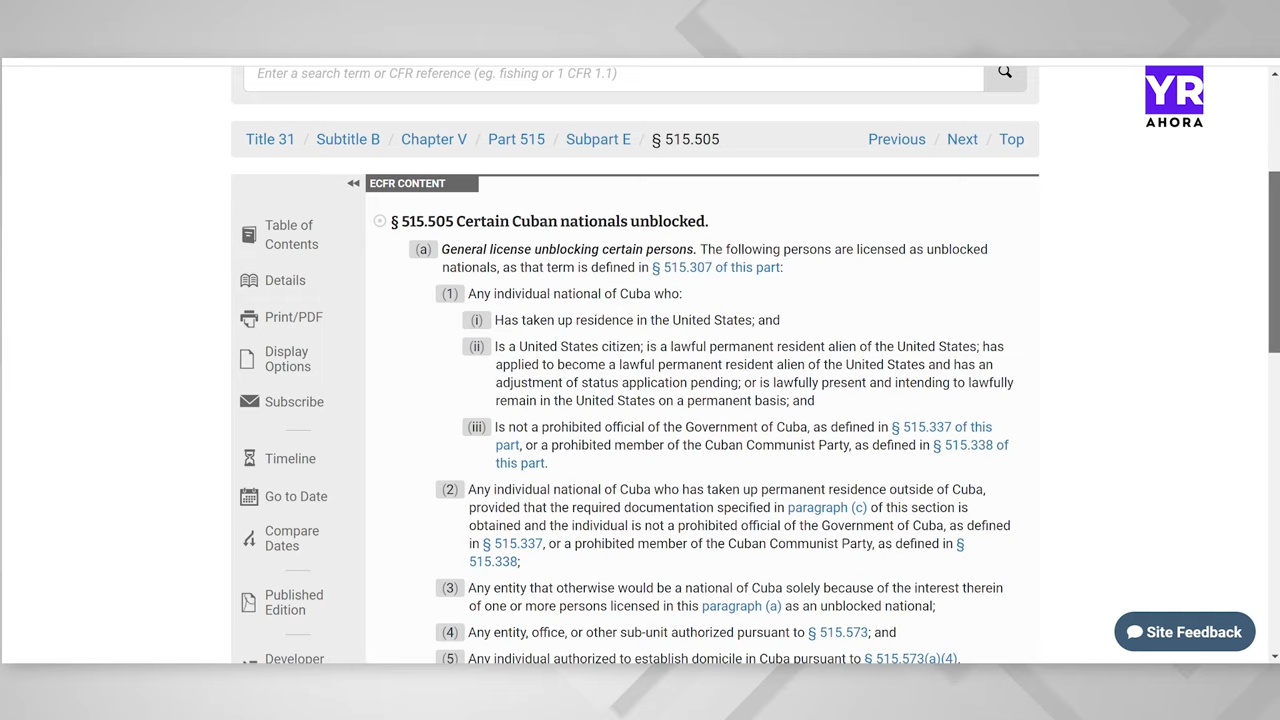 Enter a search term or CFR reference (eg. fishing or 1 CFR 1.1)
YR
AHORA
Title 31 / Subtitle B / Chapter V / Part 515 / Subpart E / § 515.505
Previous / Next / Top
ECFR CONTENT
Table of
Contents
Details
Print/PDF
Display
Options
Subscribe
Timeline
Go to Date
Compare
Dates
Published
Edition
Developer
§ 515.505 Certain Cuban nationals unblocked.
(a) General license unblocking certain persons. The following persons are licensed as unblocked
nationals, as that term is defined in § 515.307 of this part:
(1) Any individual national of Cuba who:
(i) Has taken up residence in the United States; and
(ii) Is a United States citizen; is a lawful permanent resident alien of the United States; has
applied to become a lawful permanent resident alien of the United States and has an
adjustment of status application pending; or is lawfully present and intending to lawfully
remain in the United States on a permanent basis; and
(iii) Is not a prohibited official of the Government of Cuba, as defined in § 515.337 of this
part, or a prohibited member of the Cuban Communist Party, as defined in § 515.338 of
this part.
(2) Any individual national of Cuba who has taken up permanent residence outside of Cuba,
provided that the required documentation specified in paragraph (c) of this section is
obtained and the individual is not a prohibited official of the Government of Cuba, as defined
in § 515.337, or a prohibited member of the Cuban Communist Party, as defined in §
515.338;
(3) Any entity that otherwise would be a national of Cuba solely because of the interest therein
of one or more persons licensed in this paragraph (a) as an unblocked national;
(4) Any entity, office, or other sub-unit authorized pursuant to § 515.573; and
(5) Any individual authorized to establish domicile in Cuba pursuant to § 515.573(a)(4).
Site Feedback